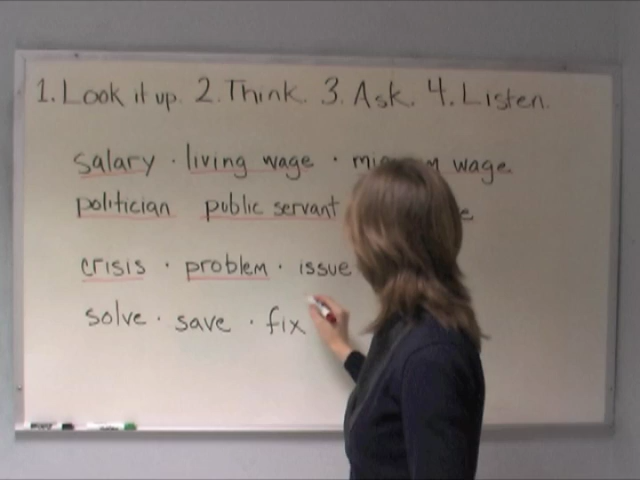 1. Look it up. 2. Think. 3. Ask. 4. Listen.
salary · living wage · wage
politician public servant
crisis · problem · issue
solve · save · fix